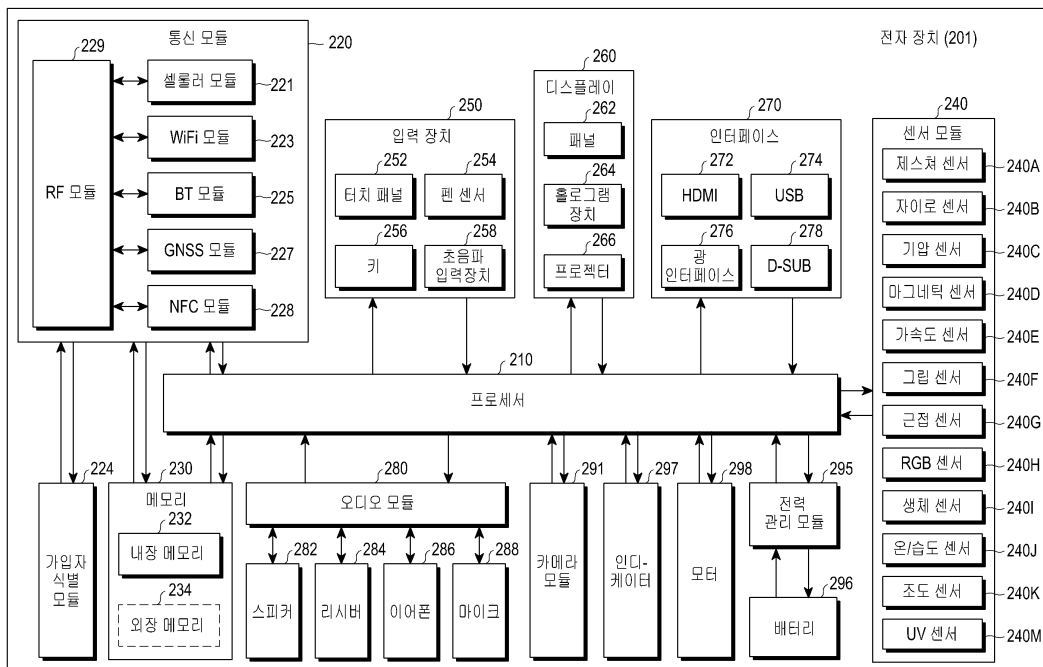 전자 장치 (201)
통신 모듈
220
229
RF 모듈
셀룰러 모듈
221
WiFi 모듈
223
BT 모듈
225
GNSS 모듈
227
NFC 모듈
228
250
입력 장치
252
터치 패널
254
펜 센서
256
키
258
초음파
입력장치
260
디스플레이
262
패널
264
홀로그램
장치
266
프로젝터
270
인터페이스
272
HDMI
274
USB
276
광
인터페이스
278
D-SUB
240
센서 모듈
제스쳐 센서
240A
자이로 센서
240B
기압 센서
240C
마그네틱 센서
240D
가속도 센서
240E
그립 센서
240F
근접 센서
240G
RGB 센서
240H
생체 센서
240I
온/습도 센서
240J
조도 센서
240K
UV 센서
240M
210
프로세서
224
가입자
식별
모듈
230
메모리
232
내장 메모리
234
외장 메모리
280
오디오 모듈
282
스피커
284
리시버
286
이어폰
288
마이크
291
카메라
모듈
297
인디-
케이터
298
모터
295
전력
관리 모듈
296
배터리